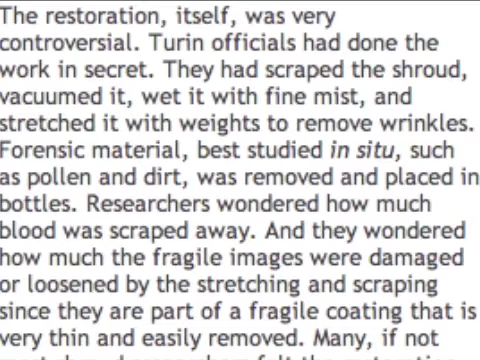 The restoration, itself, was very
controversial. Turin officials had done the
work in secret. They had scraped the shroud,
vacuumed it, wet it with fine mist, and
stretched it with weights to remove wrinkles.
Forensic material, best studied in situ, such
as pollen and dirt, was removed and placed in
bottles. Researchers wondered how much
blood was scraped away. And they wondered
how much the fragile images were damaged
or loosened by the stretching and scraping
since they are part of a fragile coating that is
very thin and easily removed. Many, if not